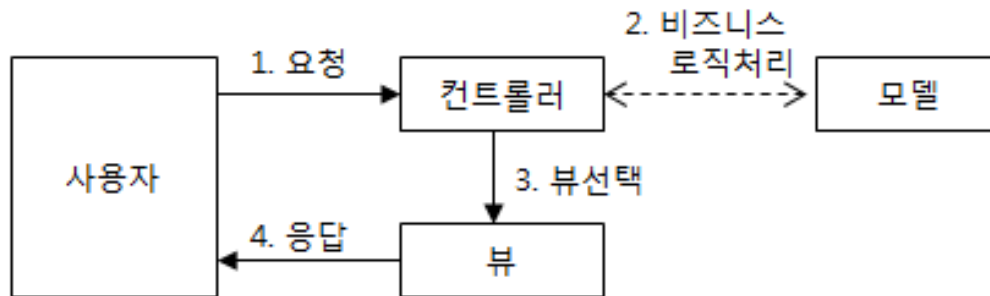 1. 요청
2. 비즈니스
로직처리
사용자
컨트롤러
모델
3. 뷰선택
4. 응답
뷰